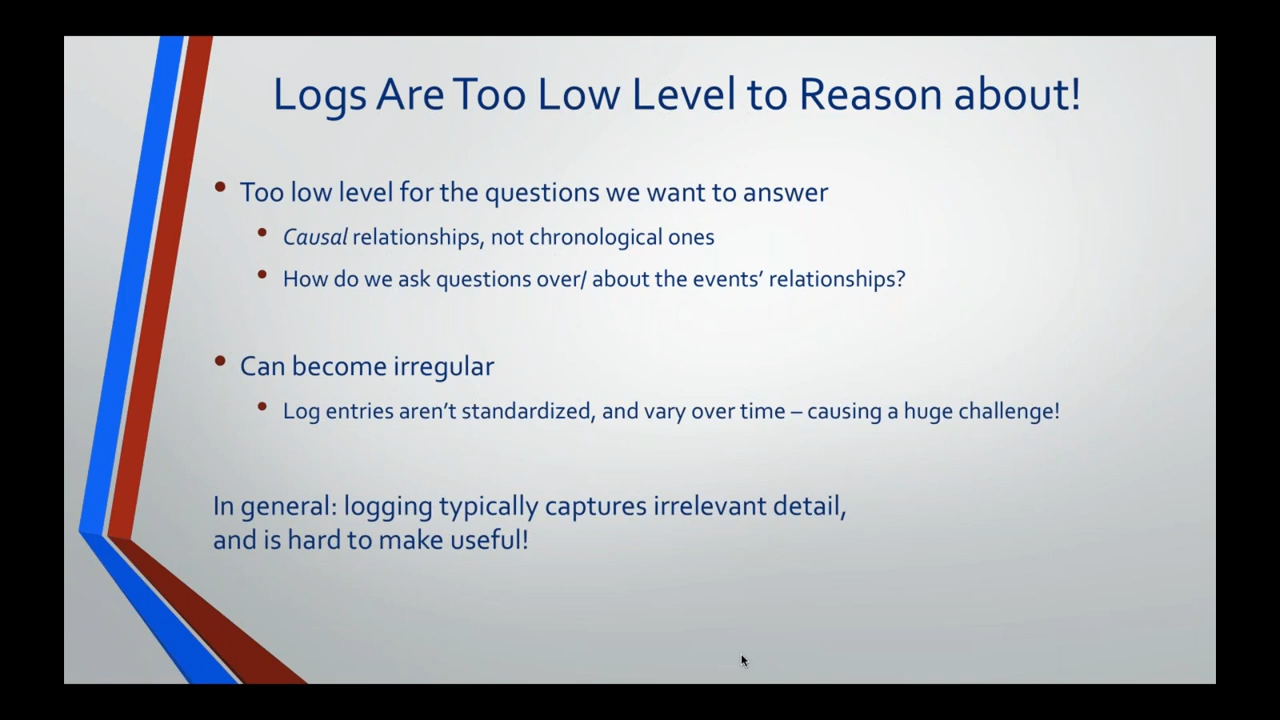 Logs Are Too Low Level to Reason about!
• Too low level for the questions we want to answer
• Causal relationships, not chronological ones
• How do we ask questions over/ about the events’ relationships?
• Can become irregular
• Log entries aren’t standardized, and vary over time – causing a huge challenge!
In general: logging typically captures irrelevant detail,
and is hard to make useful!